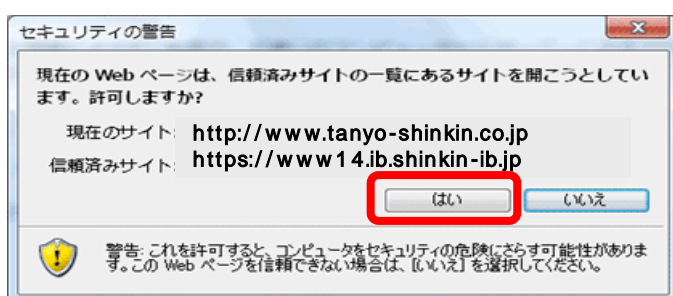 セキュリティの警告
現在の Web ページは、信頼済みサイトの一覧にあるサイトを開こうとしてい
ます。許可しますか?
現在のサイト: http://www.tanyo-shinkin.co.jp
信頼済みサイト: https://www14.ib.shinkin-ib.jp
はい いいえ
警告: これを許可すると、コンピュータをセキュリティの危険にさらす可能性がありま
す。この Web ページを信頼できない場合は、[いいえ] を選択してください。